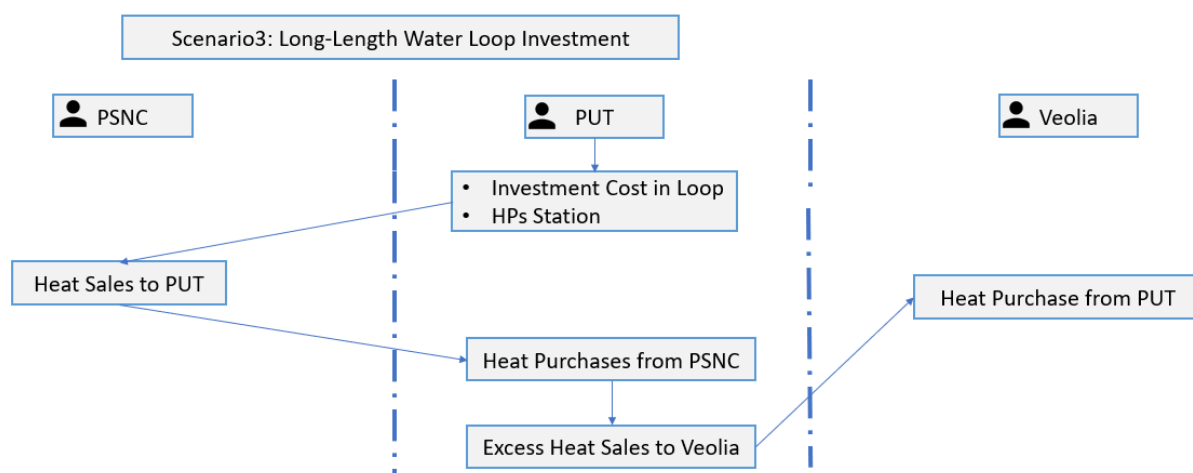 Scenario3: Long-Length Water Loop Investment
PSNC
PUT
Veolia
• Investment Cost in Loop
• HPs Station
Heat Sales to PUT
Heat Purchase from PUT
Heat Purchases from PSNC
Excess Heat Sales to Veolia